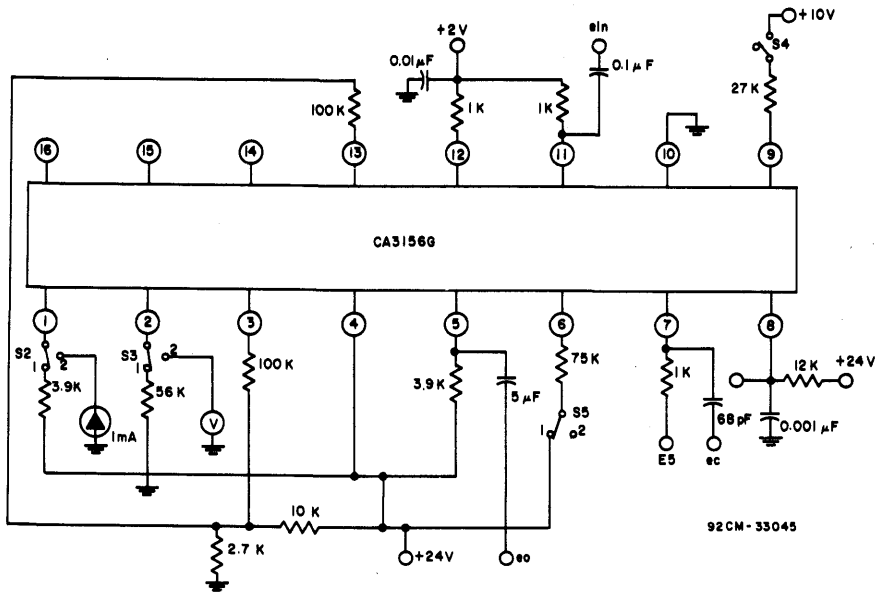 +2V
eIn
+10V
S4
0.01µF
0.1µF
27K
100K
1K
1K
16
15
14
13
12
11
10
9
CA3156G
1
2
3
4
5
6
7
8
S2
1
2
S3
1
2
3.9K
1mA
56K
V
100K
3.9K
5µF
75K
S5
1
2
1K
68pF
E5
ec
12K
+24V
0.001µF
10K
2.7K
+24V
eo
92CM-33045